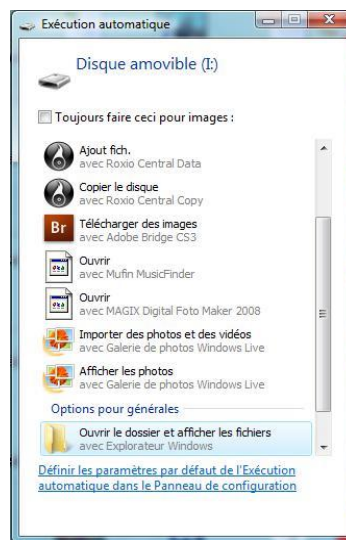 Exécution automatique
Disque amovible (I:)
Toujours faire ceci pour images :
Ajout fich.
avec Roxio Central Data
Copier le disque
avec Roxio Central Copy
Br
Télécharger des images
avec Adobe Bridge CS3
Ouvrir
avec Mufin MusicFinder
Ouvrir
avec MAGIX Digital Foto Maker 2008
Importer des photos et des vidéos
avec Galerie de photos Windows Live
Afficher les photos
avec Galerie de photos Windows Live
Options pour générales
Ouvrir le dossier et afficher les fichiers
avec Explorateur Windows
Définir les paramètres par défaut de l'Exécution
automatique dans le Panneau de configuration